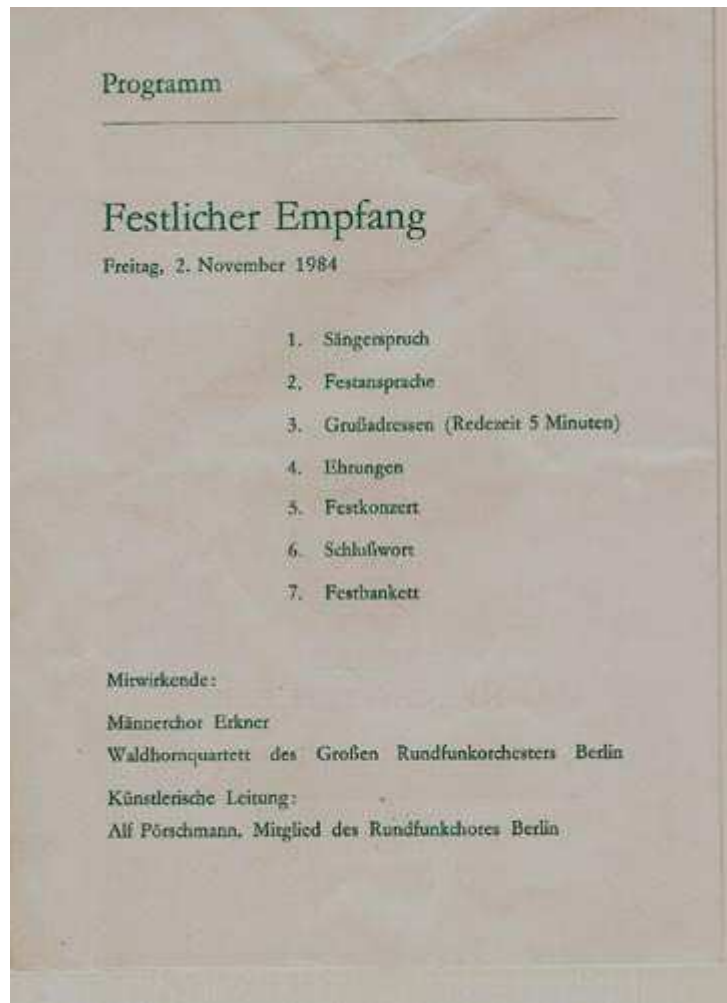 Programm
Festlicher Empfang
Freitag, 2. November 1984
1. Sängerspruch
2. Festansprache
3. Grußadressen (Redezeit 5 Minuten)
4. Ehrungen
5. Festkonzert
6. Schlußwort
7. Festbankett
Mitwirkende:
Männerchor Erkner
Waldhornquartett des Großen Rundfunkorchesters Berlin
Künstlerische Leitung:
Alf Pörschmann, Mitglied des Rundfunkchores Berlin